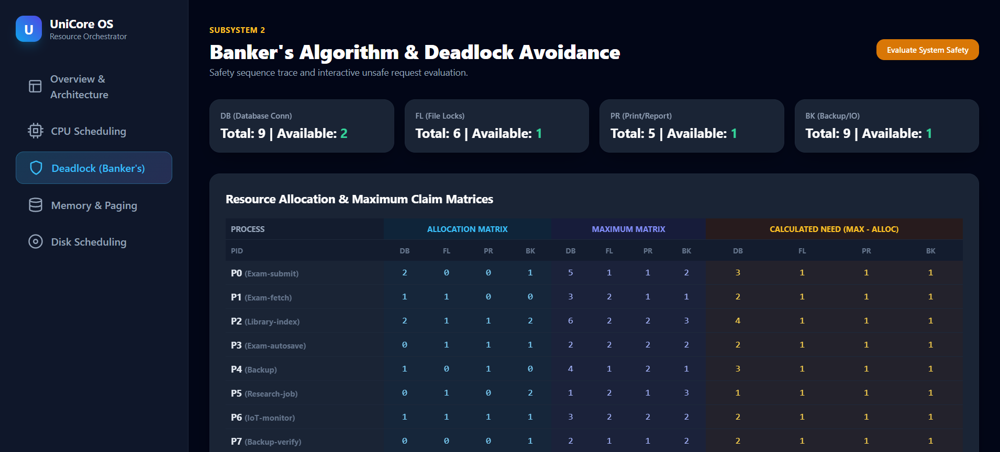 U
UniCore OS
Resource Orchestrator
Overview &
Architecture
CPU Scheduling
Deadlock (Banker's)
Memory & Paging
Disk Scheduling
SUBSYSTEM 2
Banker's Algorithm & Deadlock Avoidance
Safety sequence trace and interactive unsafe request evaluation.
Evaluate System Safety
DB (Database Conn)
Total: 9 | Available: 2
FL (File Locks)
Total: 6 | Available: 1
PR (Print/Report)
Total: 5 | Available: 1
BK (Backup/IO)
Total: 9 | Available: 1
Resource Allocation & Maximum Claim Matrices
PROCESS ALLOCATION MATRIX MAXIMUM MATRIX CALCULATED NEED (MAX - ALLOC)
PID DB FL PR BK DB FL PR BK DB FL PR BK
P0 (Exam-submit) 2 0 0 1 5 1 1 2 3 1 1 1
P1 (Exam-fetch) 1 1 0 0 3 2 1 1 2 1 1 1
P2 (Library-index) 2 1 1 2 6 2 2 3 4 1 1 1
P3 (Exam-autosave) 0 1 1 1 2 2 2 2 2 1 1 1
P4 (Backup) 1 0 1 0 4 1 2 1 3 1 1 1
P5 (Research-job) 0 1 0 2 1 2 1 3 1 1 1 1
P6 (IoT-monitor) 1 1 1 1 3 2 2 2 2 1 1 1
P7 (Backup-verify) 0 0 0 1 2 1 1 2 2 1 1 1